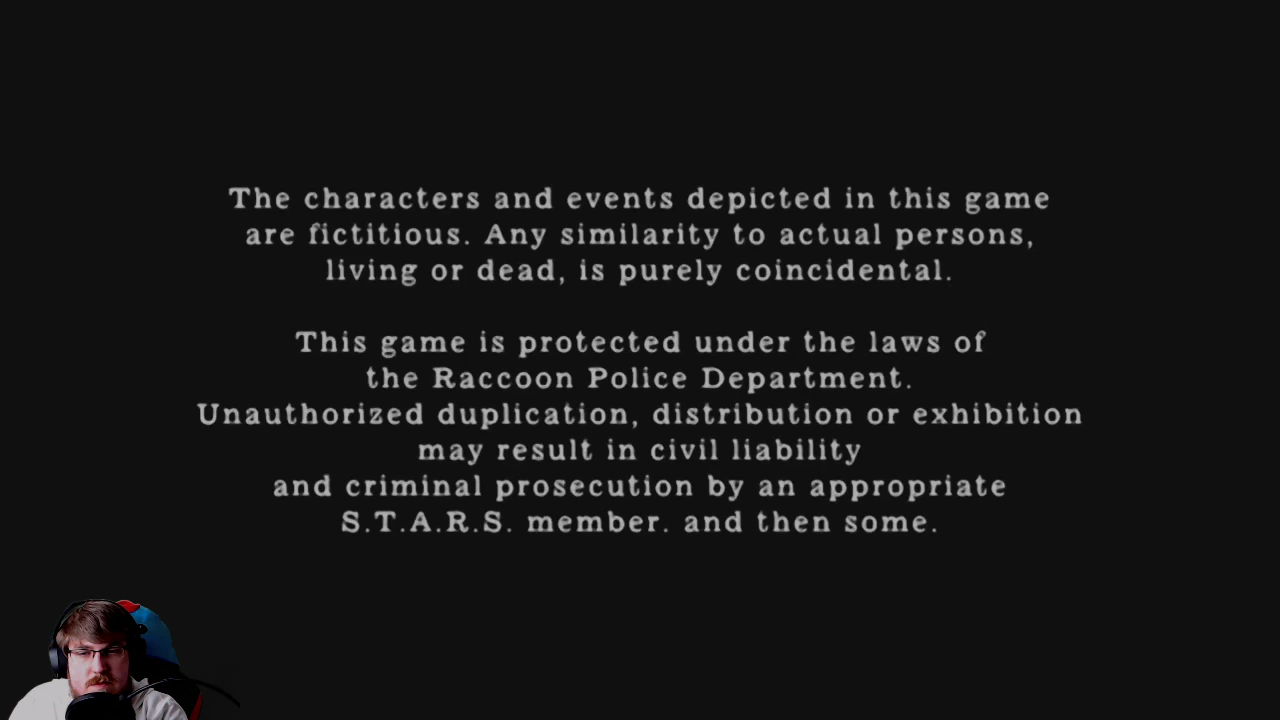 The characters and events depicted in this game
are fictitious. Any similarity to actual persons,
living or dead, is purely coincidental.
This game is protected under the laws of
the Raccoon Police Department.
Unauthorized duplication, distribution or exhibition
may result in civil liability
and criminal prosecution by an appropriate
S.T.A.R.S. member. and then some.